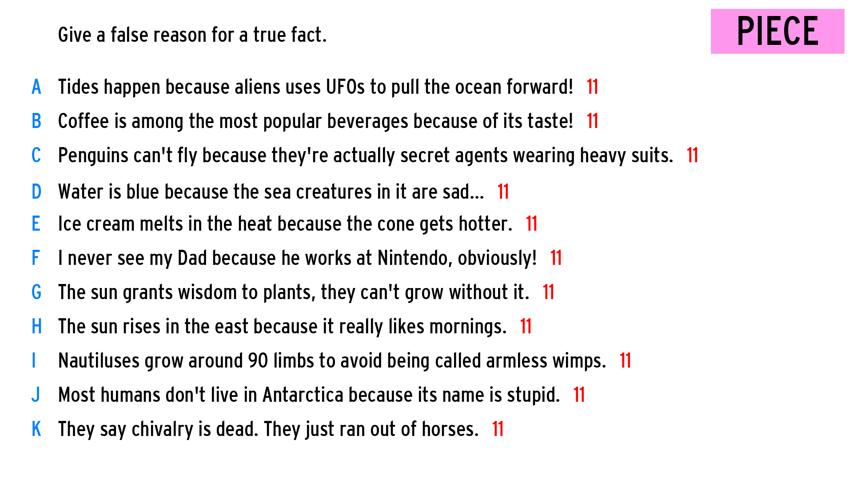 Give a false reason for a true fact.
PIECE
A Tides happen because aliens uses UFOs to pull the ocean forward! 11
B Coffee is among the most popular beverages because of its taste! 11
C Penguins can't fly because they're actually secret agents wearing heavy suits. 11
D Water is blue because the sea creatures in it are sad... 11
E Ice cream melts in the heat because the cone gets hotter. 11
F I never see my Dad because he works at Nintendo, obviously! 11
G The sun grants wisdom to plants, they can't grow without it. 11
H The sun rises in the east because it really likes mornings. 11
I Nautiluses grow around 90 limbs to avoid being called armless wimps. 11
J Most humans don't live in Antarctica because its name is stupid. 11
K They say chivalry is dead. They just ran out of horses. 11